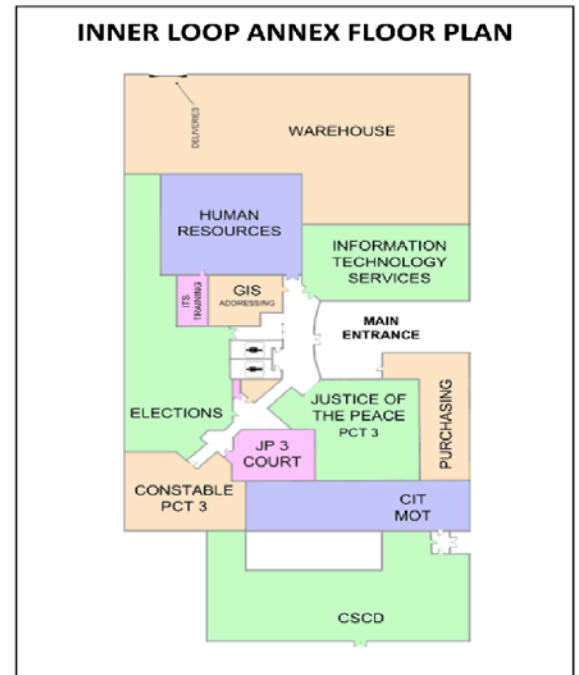 INNER LOOP ANNEX FLOOR PLAN
DELIVERIES
WAREHOUSE
HUMAN
RESOURCES
INFORMATION
TECHNOLOGY
SERVICES
ITS
TRAINING
GIS
ADDRESSING
MAIN
ENTRANCE
ELECTIONS
JUSTICE OF
THE PEACE
PCT 3
PURCHASING
JP 3
COURT
CONSTABLE
PCT 3
CIT
MOT
CSCD